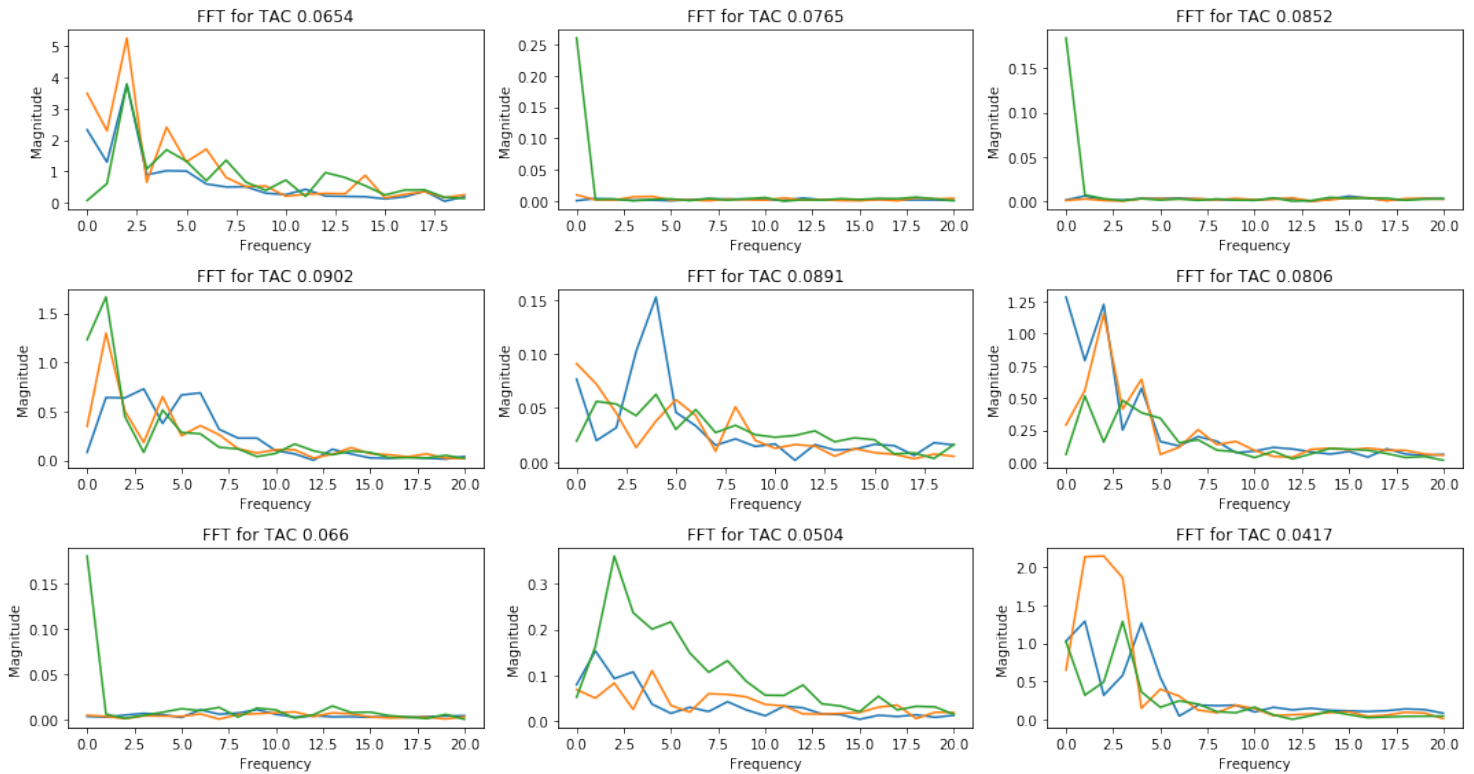 FFT for TAC 0.0654
Magnitude
5
4
3
2
1
0
0.0 2.5 5.0 7.5 10.0 12.5 15.0 17.5
Frequency
FFT for TAC 0.0765
Magnitude
0.25
0.20
0.15
0.10
0.05
0.00
0.0 2.5 5.0 7.5 10.0 12.5 15.0 17.5 20.0
Frequency
FFT for TAC 0.0852
Magnitude
0.15
0.10
0.05
0.00
0.0 2.5 5.0 7.5 10.0 12.5 15.0 17.5 20.0
Frequency
FFT for TAC 0.0902
Magnitude
1.5
1.0
0.5
0.0
0.0 2.5 5.0 7.5 10.0 12.5 15.0 17.5 20.0
Frequency
FFT for TAC 0.0891
Magnitude
0.15
0.10
0.05
0.00
0.0 2.5 5.0 7.5 10.0 12.5 15.0 17.5
Frequency
FFT for TAC 0.0806
Magnitude
1.25
1.00
0.75
0.50
0.25
0.00
0.0 2.5 5.0 7.5 10.0 12.5 15.0 17.5 20.0
Frequency
FFT for TAC 0.066
Magnitude
0.15
0.10
0.05
0.00
0.0 2.5 5.0 7.5 10.0 12.5 15.0 17.5 20.0
Frequency
FFT for TAC 0.0504
Magnitude
0.3
0.2
0.1
0.0
0.0 2.5 5.0 7.5 10.0 12.5 15.0 17.5 20.0
Frequency
FFT for TAC 0.0417
Magnitude
2.0
1.5
1.0
0.5
0.0
0.0 2.5 5.0 7.5 10.0 12.5 15.0 17.5 20.0
Frequency